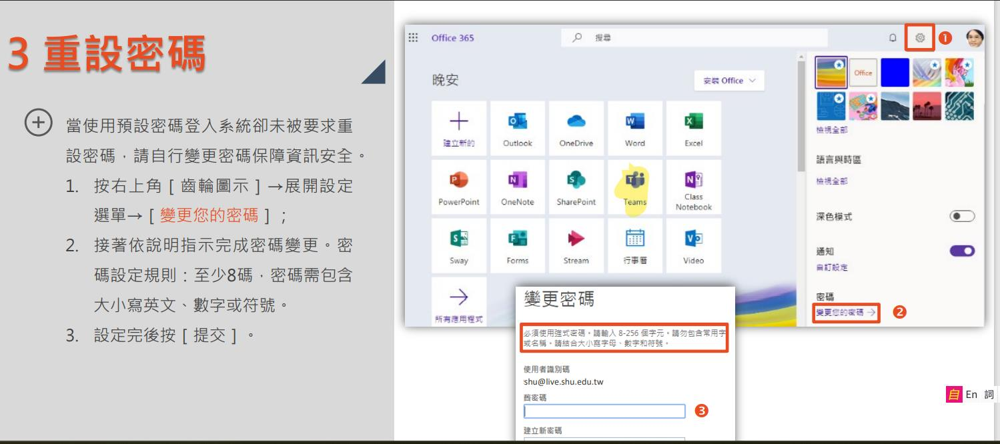 3 重設密碼
當使用預設密碼登入系統卻未被要求重
設密碼，請自行變更密碼保障資訊安全。
1. 按右上角［齒輪圖示］→展開設定
選單→［變更您的密碼］；
2. 接著依說明指示完成密碼變更。密
碼設定規則：至少8碼，密碼需包含
大小寫英文、數字或符號。
3. 設定完後按［提交］。
Office 365
搜尋
1
晚安
安裝 Office
建立新的
Outlook
OneDrive
Word
Excel
PowerPoint
OneNote
SharePoint
Teams
Class
Notebook
Sway
Forms
Stream
行事曆
Video
所有應用程式
Office
檢視全部
語言與時區
檢視全部
深色模式
通知
自訂設定
密碼
變更您的密碼 →
2
變更密碼
必須使用強式密碼。請輸入 8-256 個字元。請勿包含常用字
或名稱。請結合大小寫字母、數字和符號。
使用者識別碼
shu@live.shu.edu.tw
舊密碼
3
建立新密碼
自 En 詞